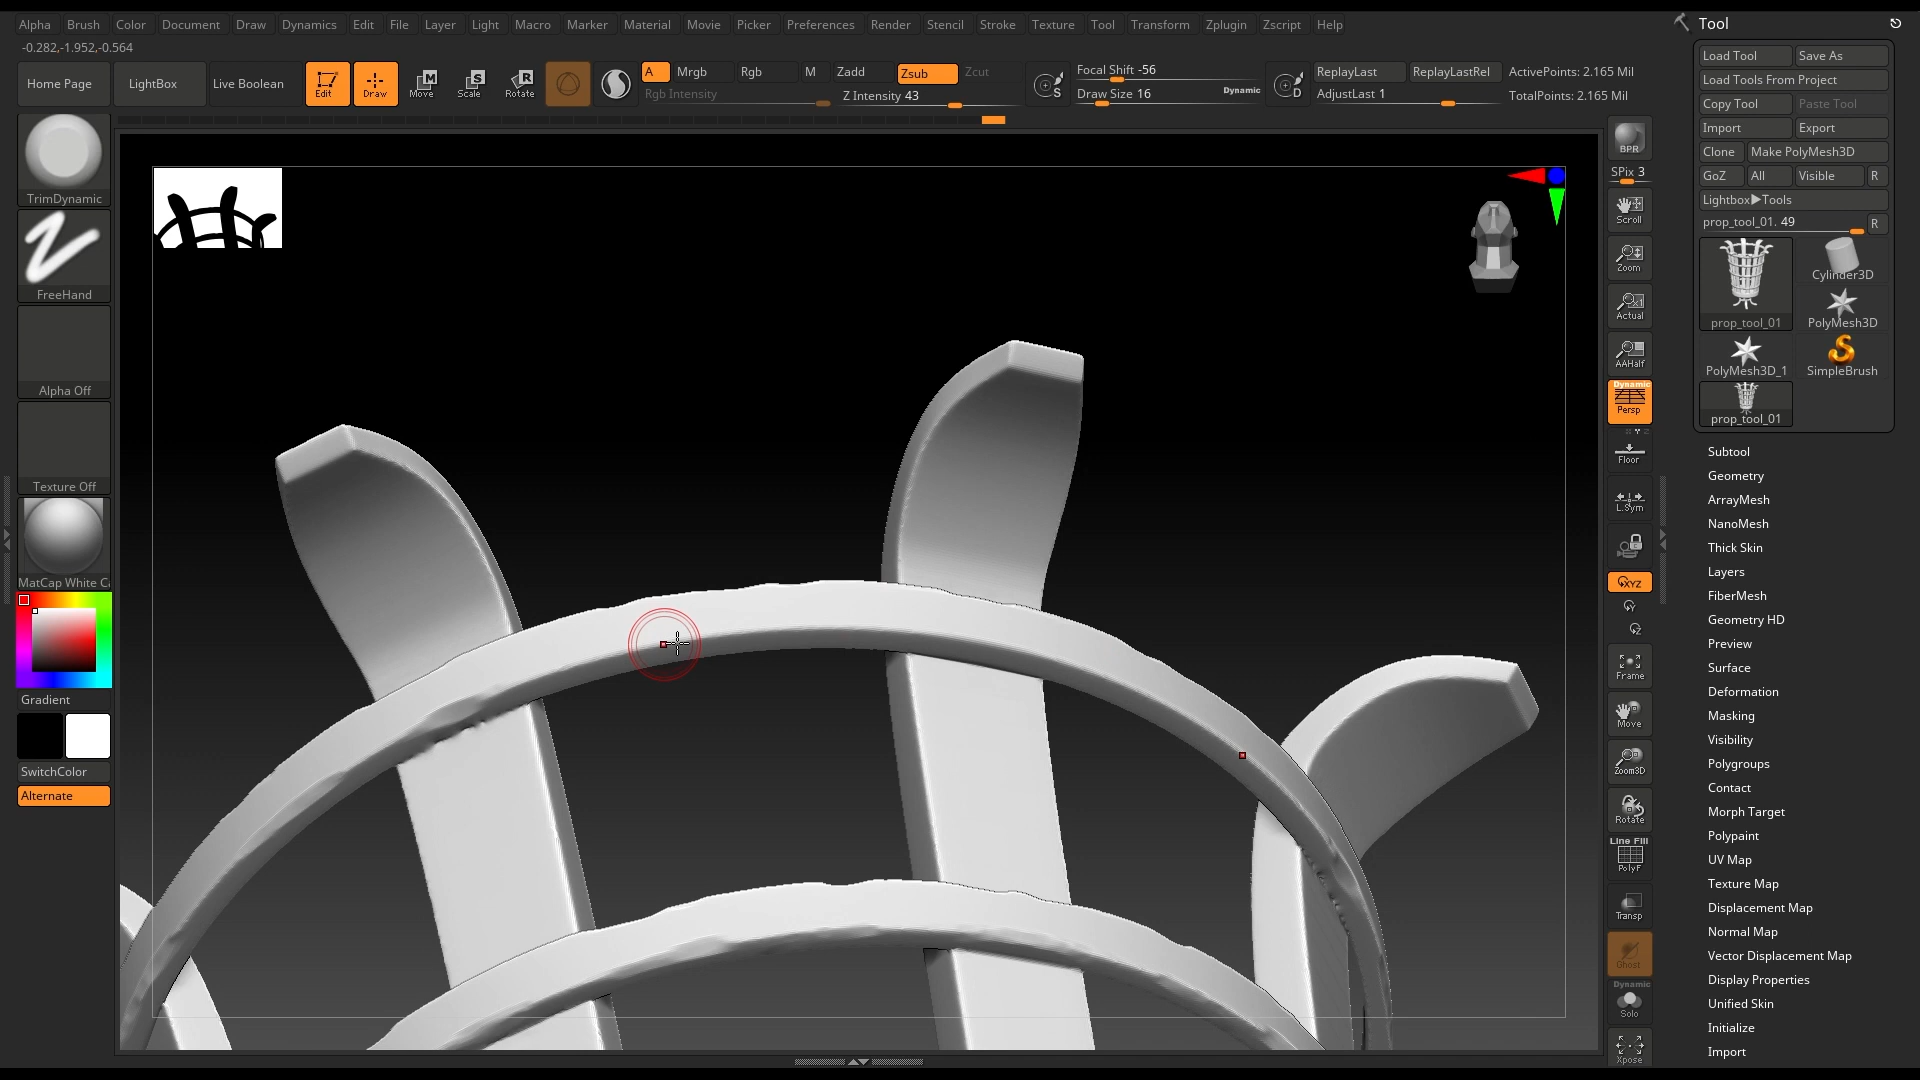 Alpha Brush Color Document Draw Dynamics Edit File Layer Light Macro Marker Material Movie Picker Preferences Render Stencil Stroke Texture Tool Transform Zplugin Zscript Help
-0.282,-1.952,-0.564
Home Page
LightBox
Live Boolean
Edit
Draw
Move
Scale
Rotate
A
Mrgb
Rgb
M
Zadd
Zsub
Zcut
Rgb Intensity
Z Intensity 43
Focal Shift -56
Draw Size 16
Dynamic
ReplayLast
ReplayLastRel
AdjustLast 1
ActivePoints: 2.165 Mil
TotalPoints: 2.165 Mil
TrimDynamic
FreeHand
Alpha Off
Texture Off
MatCap White Ca
Gradient
SwitchColor
Alternate
BPR
SPix 3
Scroll
Zoom
Actual
AAHalf
Dynamic
Persp
Floor
L.Sym
XYZ
Y
Z
Frame
Move
Zoom3D
Rotate
Line Fill
PolyF
Transp
Ghost
Dynamic
Solo
Xpose
Tool
Load Tool
Save As
Load Tools From Project
Copy Tool
Paste Tool
Import
Export
Clone
Make PolyMesh3D
GoZ
All
Visible
R
Lightbox▶Tools
prop_tool_01. 49
R
prop_tool_01
Cylinder3D
PolyMesh3D
PolyMesh3D_1
SimpleBrush
prop_tool_01
Subtool
Geometry
ArrayMesh
NanoMesh
Thick Skin
Layers
FiberMesh
Geometry HD
Preview
Surface
Deformation
Masking
Visibility
Polygroups
Contact
Morph Target
Polypaint
UV Map
Texture Map
Displacement Map
Normal Map
Vector Displacement Map
Display Properties
Unified Skin
Initialize
Import